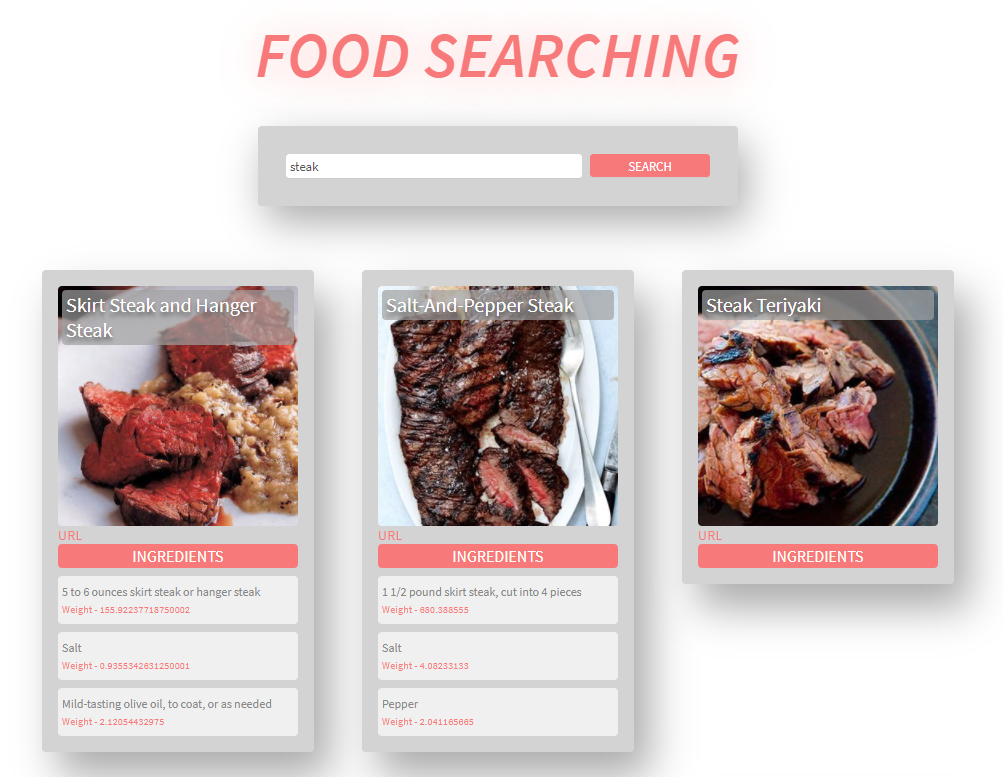 FOOD SEARCHING
steak
SEARCH
Skirt Steak and Hanger
Steak
URL
INGREDIENTS
5 to 6 ounces skirt steak or hanger steak
Weight - 155.92237718750002
Salt
Weight - 0.9355342631250001
Mild-tasting olive oil, to coat, or as needed
Weight - 2.12054432975
Salt-And-Pepper Steak
URL
INGREDIENTS
1 1/2 pound skirt steak, cut into 4 pieces
Weight - 680.388555
Salt
Weight - 4.08233133
Pepper
Weight - 2.041165665
Steak Teriyaki
URL
INGREDIENTS